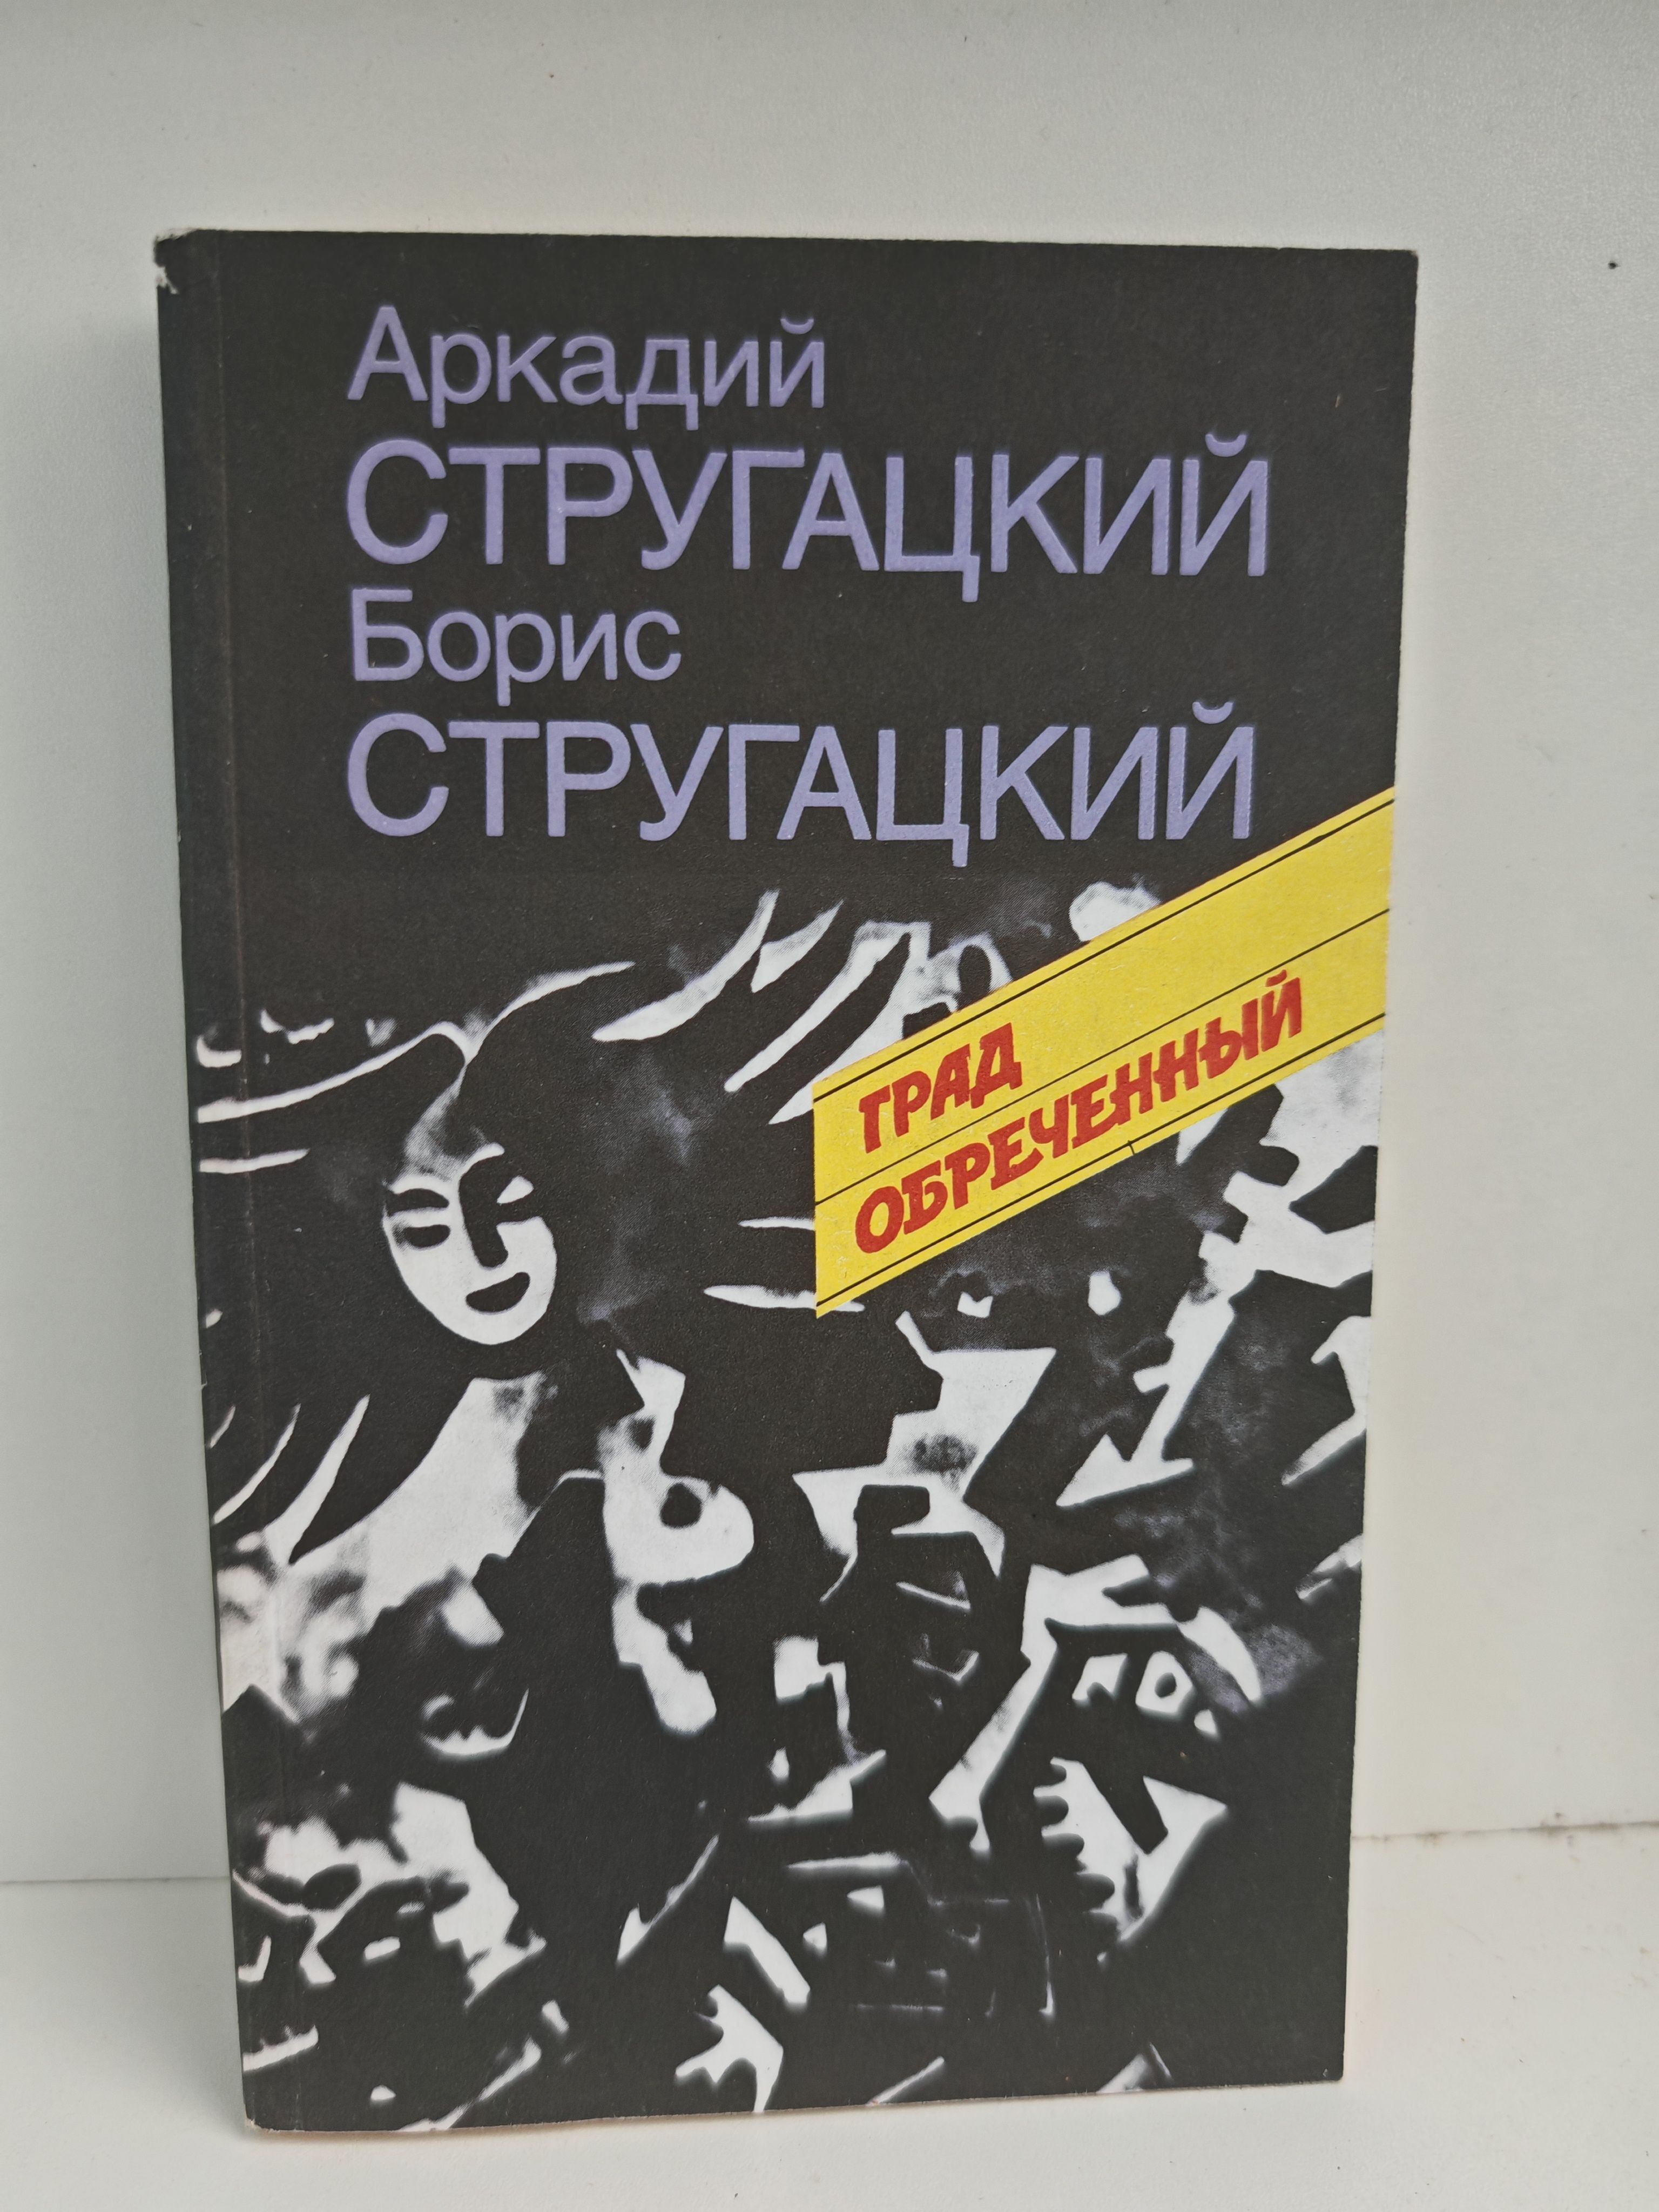 Аркадий
СТРУГАЦКИЙ
Борис
СТРУГАЦКИЙ
ГРАД
ОБРЕЧЕННЫЙ